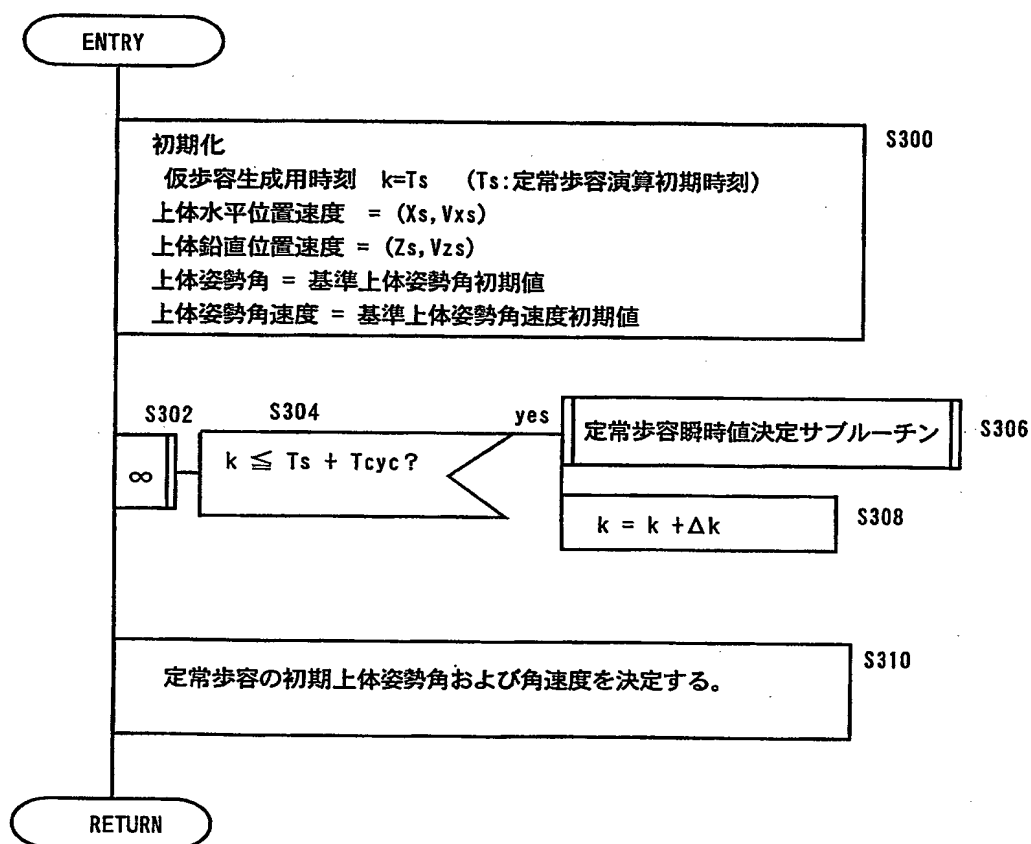 ENTRY
S300
初期化
仮歩容生成用時刻 k=Ts (Ts:定常歩容演算初期時刻)
上体水平位置速度 = (Xs,Vxs)
上体鉛直位置速度 = (Zs,Vzs)
上体姿勢角 = 基準上体姿勢角初期値
上体姿勢角速度 = 基準上体姿勢角速度初期値
S302
∞
S304
k ≦ Ts + Tcyc?
yes
定常歩容瞬時値決定サブルーチン
S306
k = k +Δk
S308
S310
定常歩容の初期上体姿勢角および角速度を決定する。
RETURN